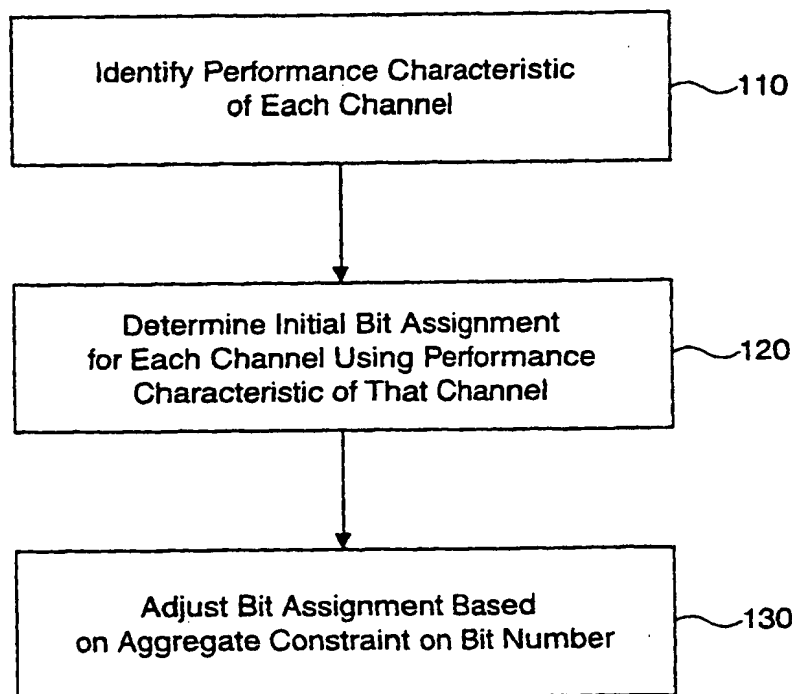 Identify Performance Characteristic
of Each Channel
110
Determine Initial Bit Assignment
for Each Channel Using Performance
Characteristic of That Channel
120
Adjust Bit Assignment Based
on Aggregate Constraint on Bit Number
130